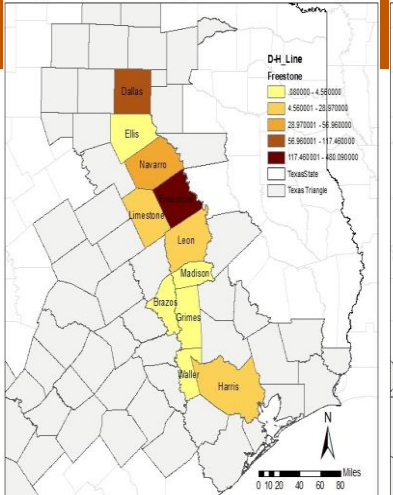 D-H_Line
Freestone
.080000 - 4.560000
4.560001 - 28.970000
28.970001 - 56.960000
56.960001 - 117.460000
117.460001 - 480.090000
TexasState
Texas Triangle
Dallas
Ellis
Navarro
Limestone
Leon
Madison
Brazos
Grimes
Waller
Harris
N
Miles
0 10 20 40 60 80